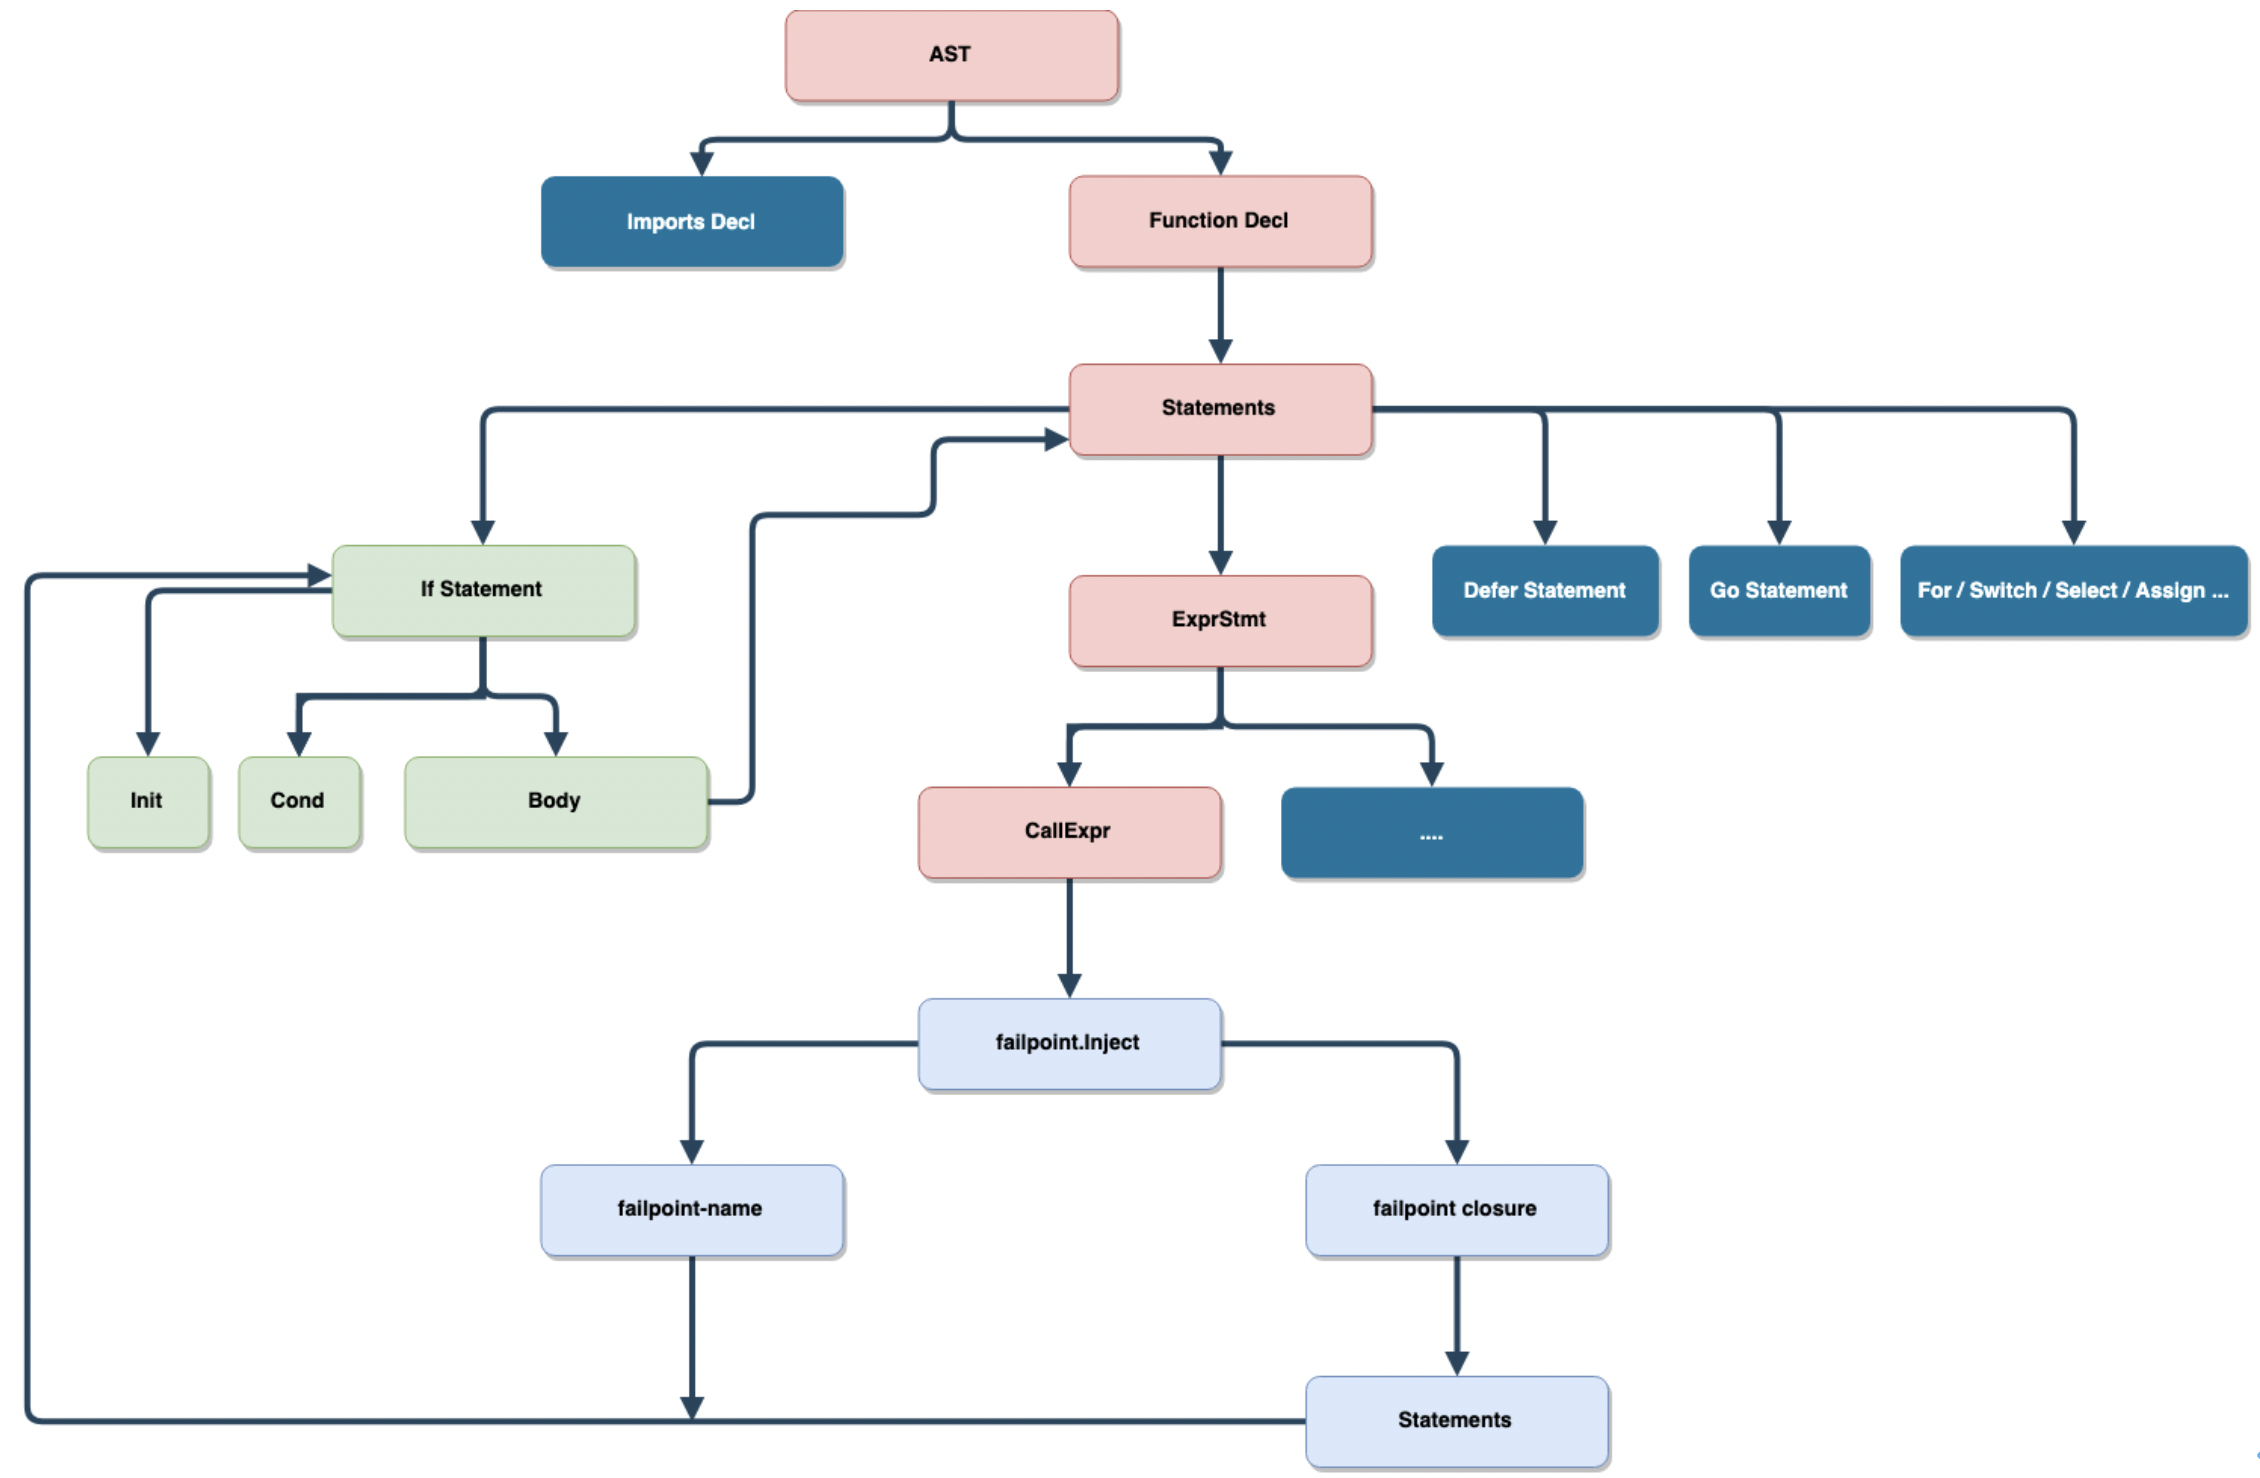 AST
Imports Decl
Function Decl
Statements
If Statement
ExprStmt
Defer Statement
Go Statement
For / Switch / Select / Assign ...
Init
Cond
Body
CallExpr
....
failpoint.Inject
failpoint-name
failpoint closure
Statements